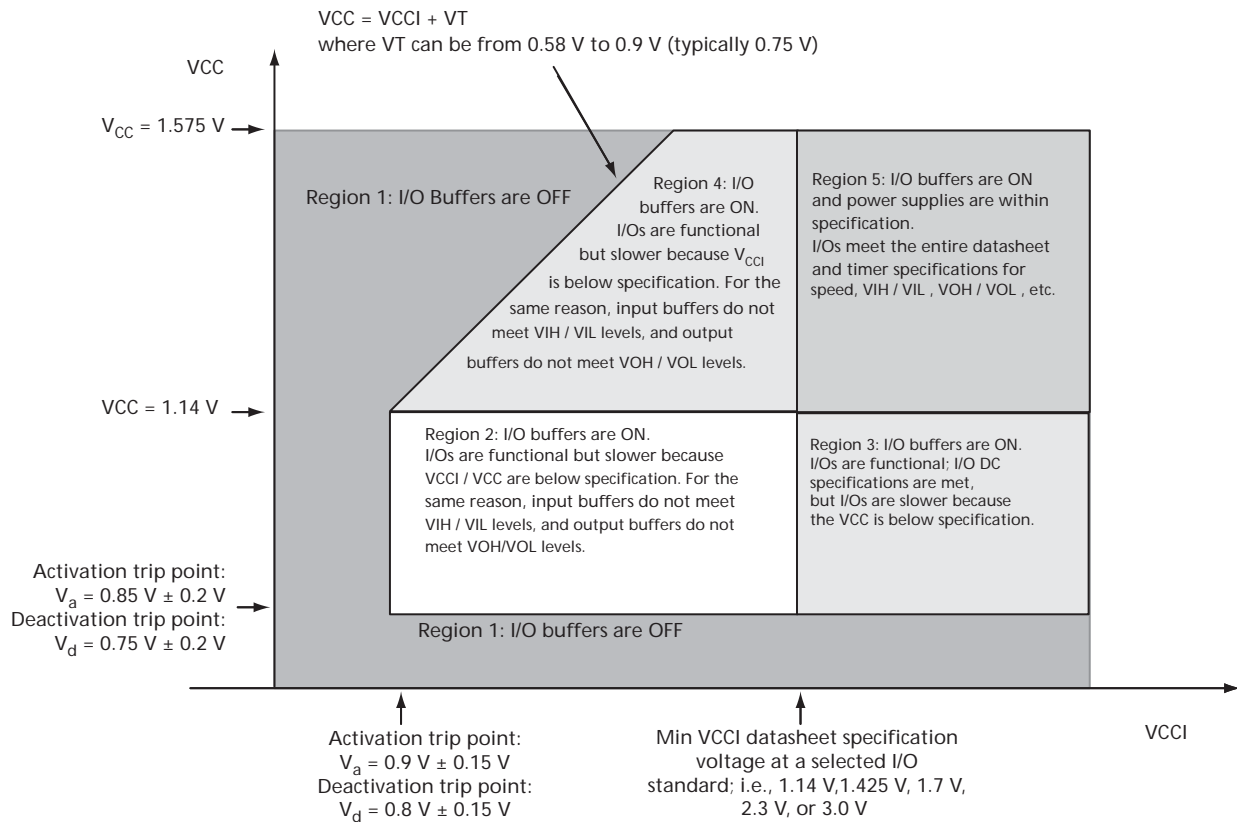 VCC = VCCI + VT
where VT can be from 0.58 V to 0.9 V (typically 0.75 V)
VCC
VCC = 1.575 V
Region 1: I/O Buffers are OFF
Region 4: I/O
buffers are ON.
I/Os are functional
but slower because VCCI
is below specification. For the
same reason, input buffers do not
meet VIH / VIL levels, and output
buffers do not meet VOH / VOL levels.
Region 5: I/O buffers are ON
and power supplies are within
specification.
I/Os meet the entire datasheet
and timer specifications for
speed, VIH / VIL , VOH / VOL , etc.
VCC = 1.14 V
Region 2: I/O buffers are ON.
I/Os are functional but slower because
VCCI / VCC are below specification. For the
same reason, input buffers do not meet
VIH / VIL levels, and output buffers do not
meet VOH/VOL levels.
Region 3: I/O buffers are ON.
I/Os are functional; I/O DC
specifications are met,
but I/Os are slower because
the VCC is below specification.
Activation trip point:
Va = 0.85 V ± 0.2 V
Deactivation trip point:
Vd = 0.75 V ± 0.2 V
Region 1: I/O buffers are OFF
VCCI
Activation trip point:
Va = 0.9 V ± 0.15 V
Deactivation trip point:
Vd = 0.8 V ± 0.15 V
Min VCCI datasheet specification
voltage at a selected I/O
standard; i.e., 1.14 V,1.425 V, 1.7 V,
2.3 V, or 3.0 V